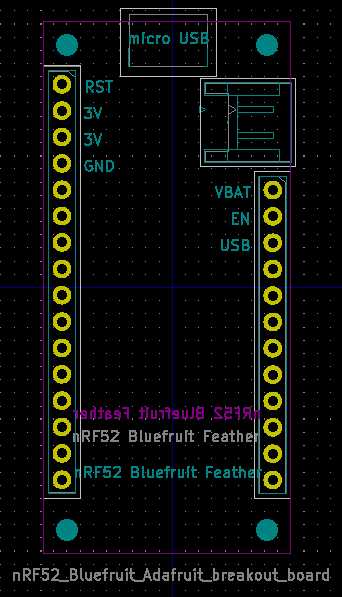 micro USB
RST
3V
3V
GND
VBAT
EN
USB
nRF52 Bluefruit Feather
nRF52 Bluefruit Feather
nRF52 Bluefruit Feather
nRF52_Bluefruit_Adafruit_breakout_board